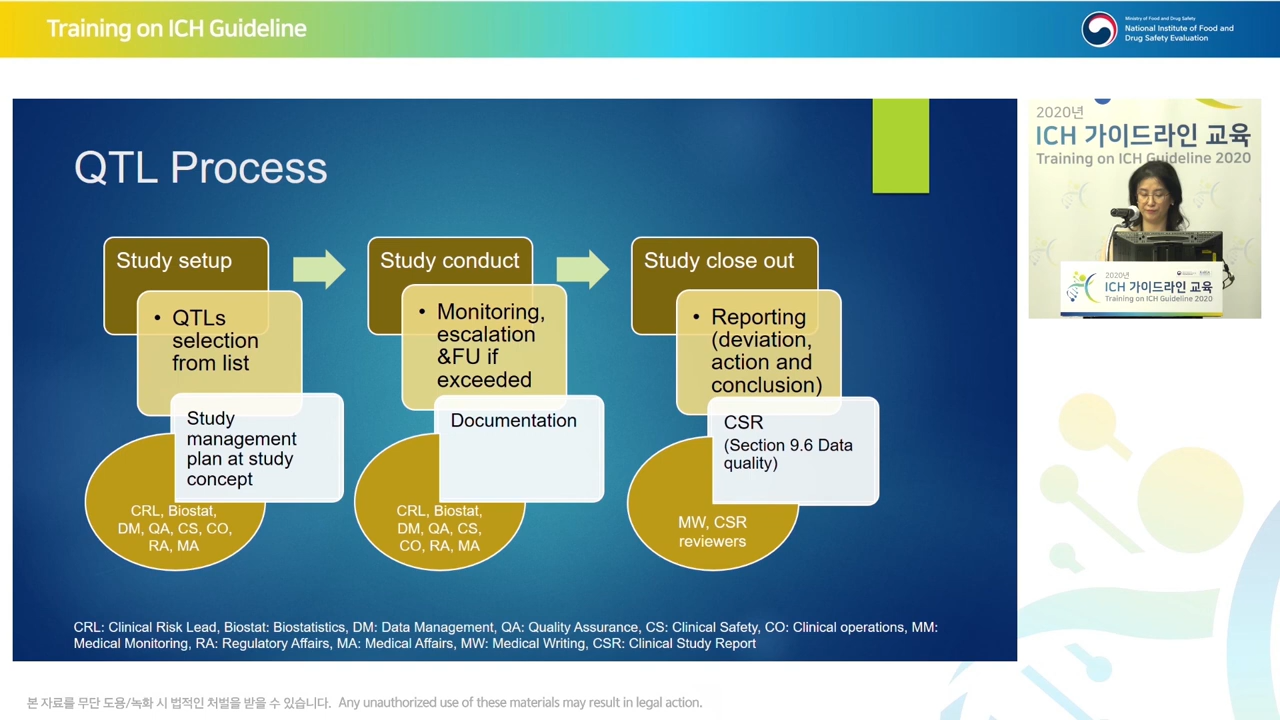 Training on ICH Guideline
Ministry of Food and Drug Safety
National Institute of Food and
Drug Safety Evaluation
QTL Process
Study setup
• QTLs
selection
from list
Study
management
plan at study
concept
CRL, Biostat,
DM, QA, CS, CO,
RA, MA
Study conduct
• Monitoring,
escalation
&FU if
exceeded
Documentation
CRL, Biostat,
DM, QA, CS,
CO, RA, MA
Study close out
• Reporting
(deviation,
action and
conclusion)
CSR
(Section 9.6 Data
quality)
MW, CSR
reviewers
CRL: Clinical Risk Lead, Biostat: Biostatistics, DM: Data Management, QA: Quality Assurance, CS: Clinical Safety, CO: Clinical operations, MM:
Medical Monitoring, RA: Regulatory Affairs, MA: Medical Affairs, MW: Medical Writing, CSR: Clinical Study Report
2020년
ICH 가이드라인 교육
Training on ICH Guideline 2020
2020년
ICH 가이드라인 교육
Training on ICH Guideline 2020
본 자료를 무단 도용/녹화 시 법적인 처벌을 받을 수 있습니다. Any unauthorized use of these materials may result in legal action.